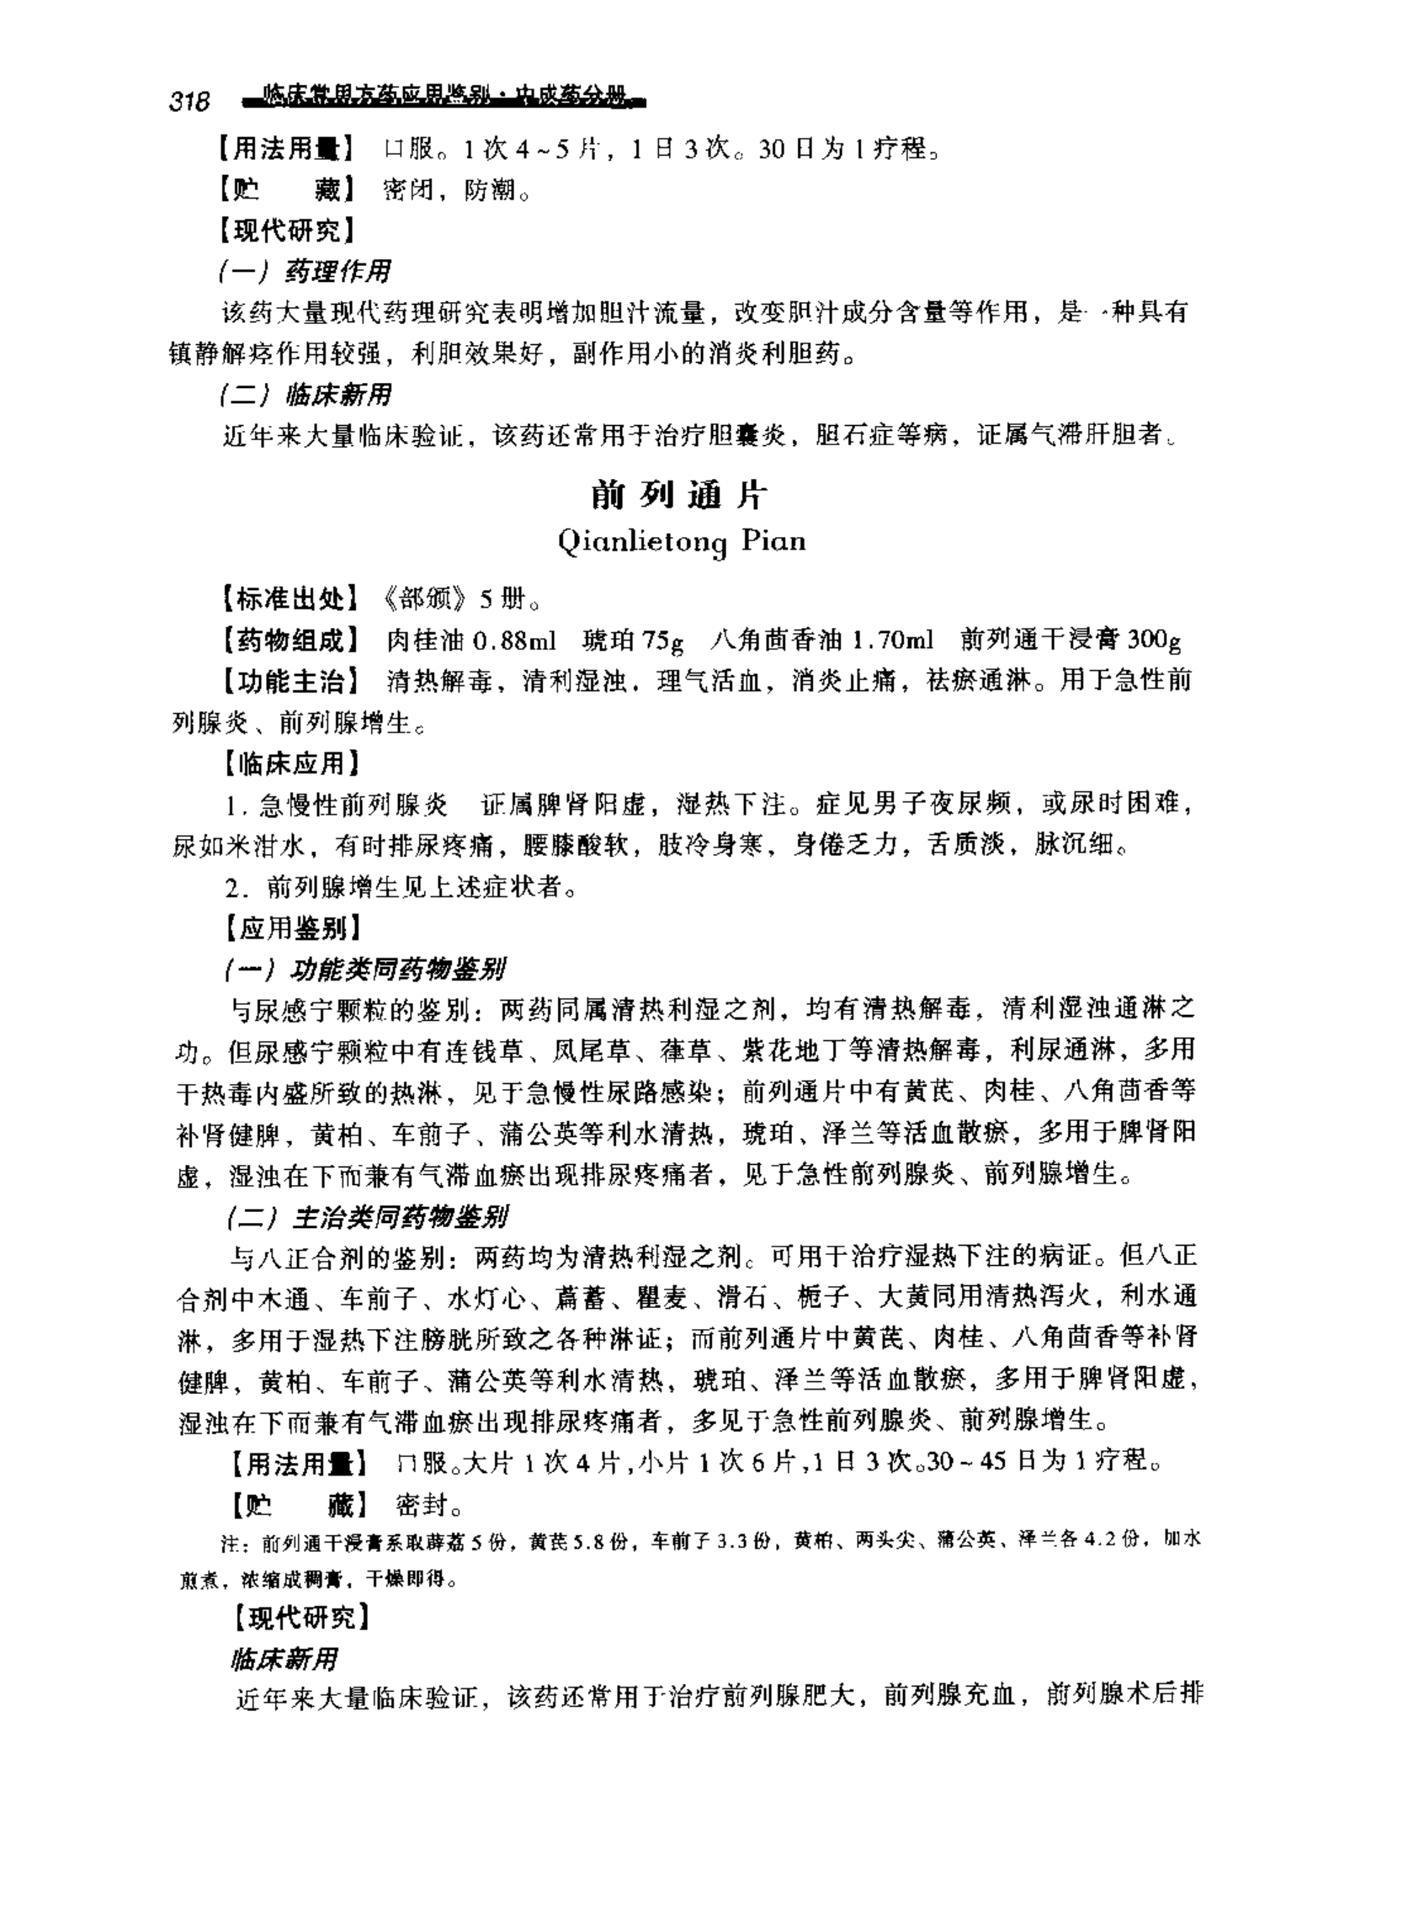 318 临床常用方药应用鉴别·中成药分册
【用法用量】 口服。1次4~5片，1日3次。30日为1疗程。
【贮　　藏】 密闭，防潮。
【现代研究】
(一) 药理作用
该药大量现代药理研究表明增加胆汁流量，改变胆汁成分含量等作用，是一种具有
镇静解痉作用较强，利胆效果好，副作用小的消炎利胆药。
(二) 临床新用
近年来大量临床验证，该药还常用于治疗胆囊炎，胆石症等病，证属气滞肝胆者。
前列通片
Qianlietong Pian
【标准出处】 《部颁》5册。
【药物组成】 肉桂油0.88ml　琥珀75g　八角茴香油1.70ml　前列通干浸膏300g
【功能主治】 清热解毒，清利湿浊，理气活血，消炎止痛，祛瘀通淋。用于急性前
列腺炎、前列腺增生。
【临床应用】
1. 急慢性前列腺炎　证属脾肾阳虚，湿热下注。症见男子夜尿频，或尿时困难，
尿如米泔水，有时排尿疼痛，腰膝酸软，肢冷身寒，身倦乏力，舌质淡，脉沉细。
2. 前列腺增生见上述症状者。
【应用鉴别】
(一) 功能类同药物鉴别
与尿感宁颗粒的鉴别：两药同属清热利湿之剂，均有清热解毒，清利湿浊通淋之
功。但尿感宁颗粒中有连钱草、凤尾草、葎草、紫花地丁等清热解毒，利尿通淋，多用
于热毒内盛所致的热淋，见于急慢性尿路感染；前列通片中有黄芪、肉桂、八角茴香等
补肾健脾，黄柏、车前子、蒲公英等利水清热，琥珀、泽兰等活血散瘀，多用于脾肾阳
虚，湿浊在下而兼有气滞血瘀出现排尿疼痛者，见于急性前列腺炎、前列腺增生。
(二) 主治类同药物鉴别
与八正合剂的鉴别：两药均为清热利湿之剂。可用于治疗湿热下注的病证。但八正
合剂中木通、车前子、水灯心、萹蓄、瞿麦、滑石、栀子、大黄同用清热泻火，利水通
淋，多用于湿热下注膀胱所致之各种淋证；而前列通片中黄芪、肉桂、八角茴香等补肾
健脾，黄柏、车前子、蒲公英等利水清热，琥珀、泽兰等活血散瘀，多用于脾肾阳虚，
湿浊在下而兼有气滞血瘀出现排尿疼痛者，多见于急性前列腺炎、前列腺增生。
【用法用量】 口服。大片1次4片，小片1次6片，1日3次。30~45日为1疗程。
【贮　　藏】 密封。
注：前列通干浸膏系取薜荔5份，黄芪5.8份，车前子3.3份，黄柏、两头尖、蒲公英、泽兰各4.2份，加水
煎煮，浓缩成稠膏，干燥即得。
【现代研究】
临床新用
近年来大量临床验证，该药还常用于治疗前列腺肥大，前列腺充血，前列腺术后排